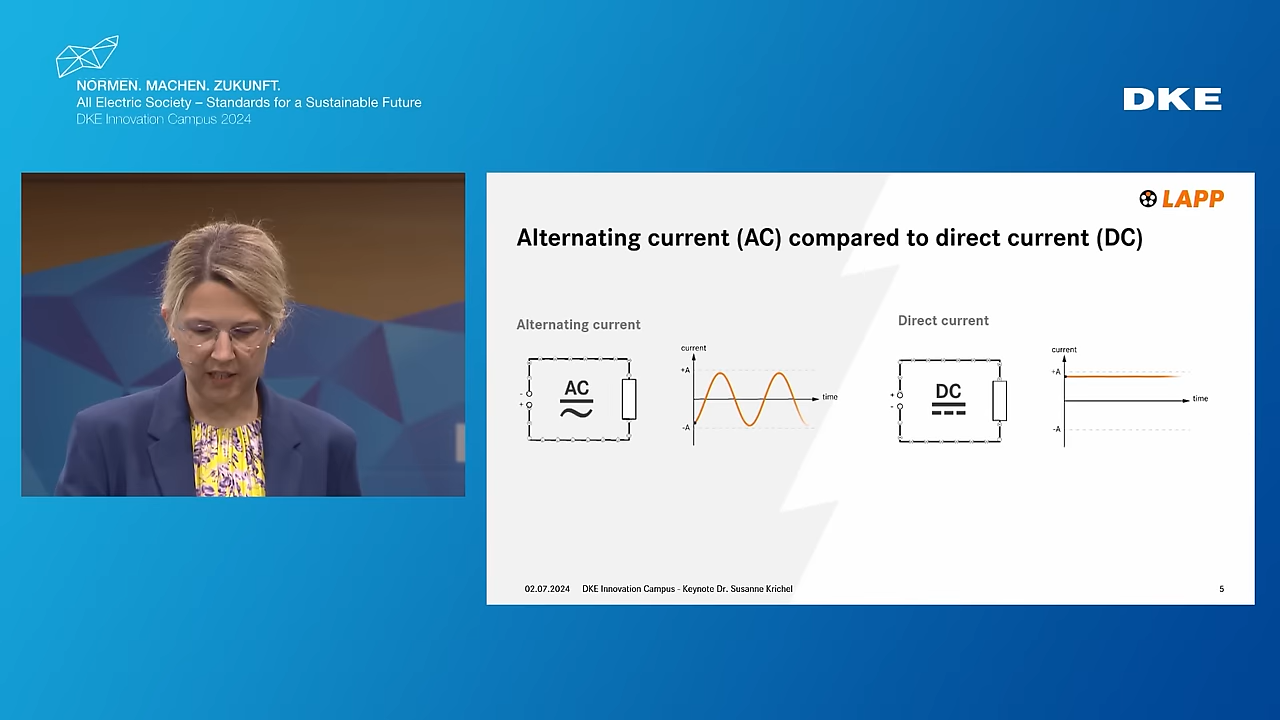 NORMEN. MACHEN. ZUKUNFT.
All Electric Society – Standards for a Sustainable Future
DKE Innovation Campus 2024
DKE
LAPP
Alternating current (AC) compared to direct current (DC)
Alternating current
AC
-
+
current
+A
-A
time
Direct current
DC
+
-
current
+A
-A
time
02.07.2024 DKE Innovation Campus - Keynote Dr. Susanne Krichel
5